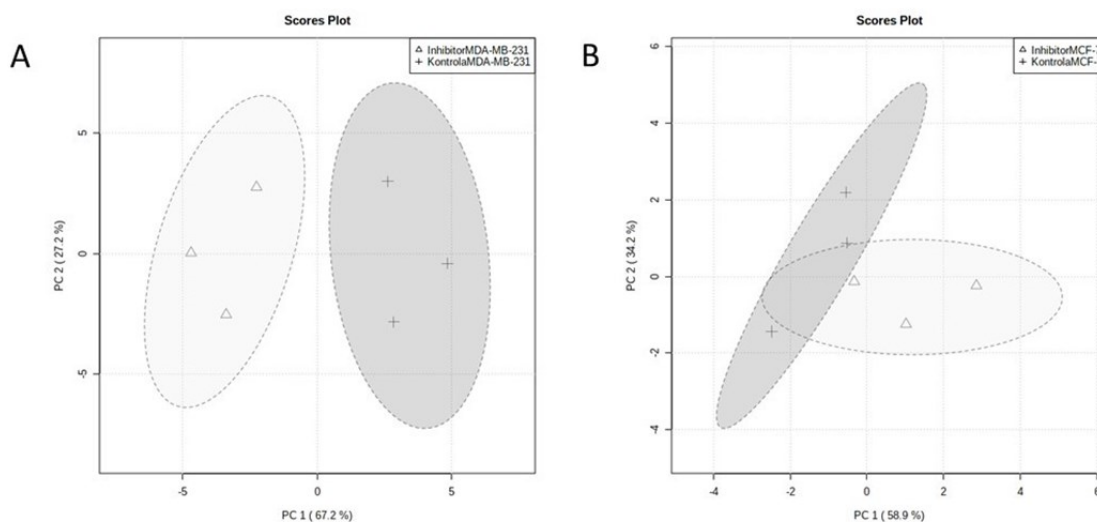 A
Scores Plot
InhibitorMDA-MB-231
KontrolaMDA-MB-231
5
0
-5
PC 2 ( 27.2 %)
-5
0
5
PC 1 ( 67.2 %)
B
Scores Plot
InhibitorMCF-7
KontrolaMCF-
6
4
2
0
-2
-4
PC 2 ( 34.2 %)
-4
-2
0
2
4
6
PC 1 ( 58.9 %)